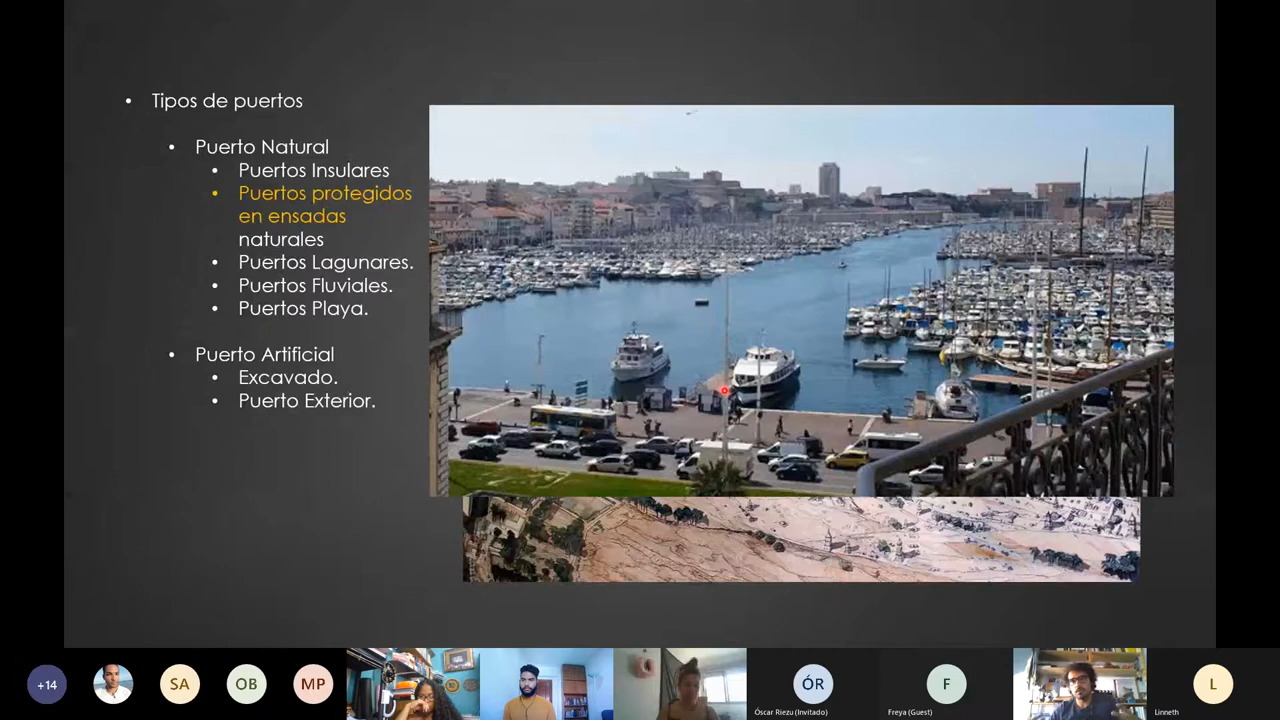 Tipos de puertos
Puerto Natural
Puertos Insulares
Puertos protegidos
en ensadas
naturales
Puertos Lagunares.
Puertos Fluviales.
Puertos Playa.
Puerto Artificial
Excavado.
Puerto Exterior.
+14
SA
OB
MP
ÓR
Óscar Riezu (Invitado)
F
Freya (Guest)
L
Linneth